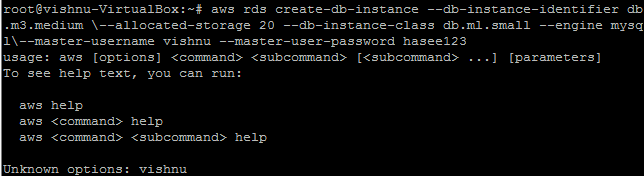 root@vishnu-VirtualBox:~# aws rds create-db-instance --db-instance-identifier db
.m3.medium \--allocated-storage 20 --db-instance-class db.ml.small --engine mysq
l\--master-username vishnu --master-user-password hasee123
usage: aws [options] <command> <subcommand> [<subcommand> ...] [parameters]
To see help text, you can run:
aws help
aws <command> help
aws <command> <subcommand> help
Unknown options: vishnu